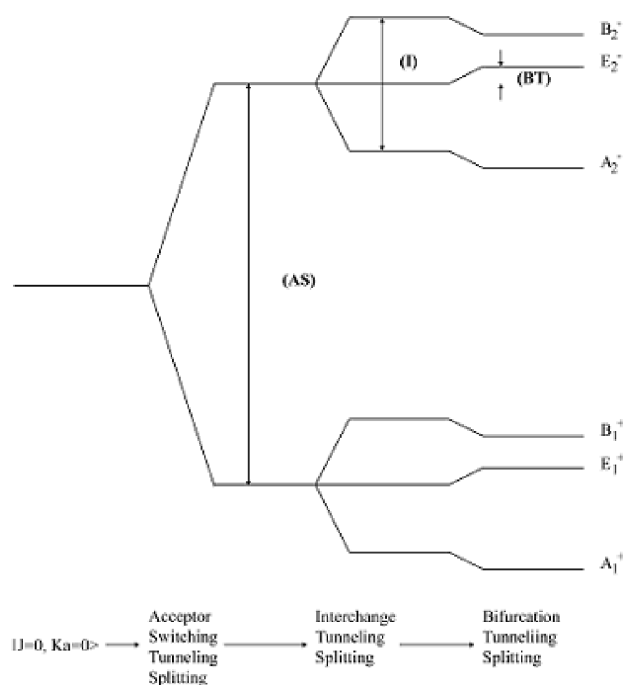 B₂⁻
E₂⁻
(I)
(BT)
A₂⁻
(AS)
B₁⁺
E₁⁺
A₁⁺
Acceptor
Switching
Tunneling
Splitting
Interchange
Tunneling
Splitting
Bifurcation
Tunneliing
Splitting
IJ=0, Ka=0>